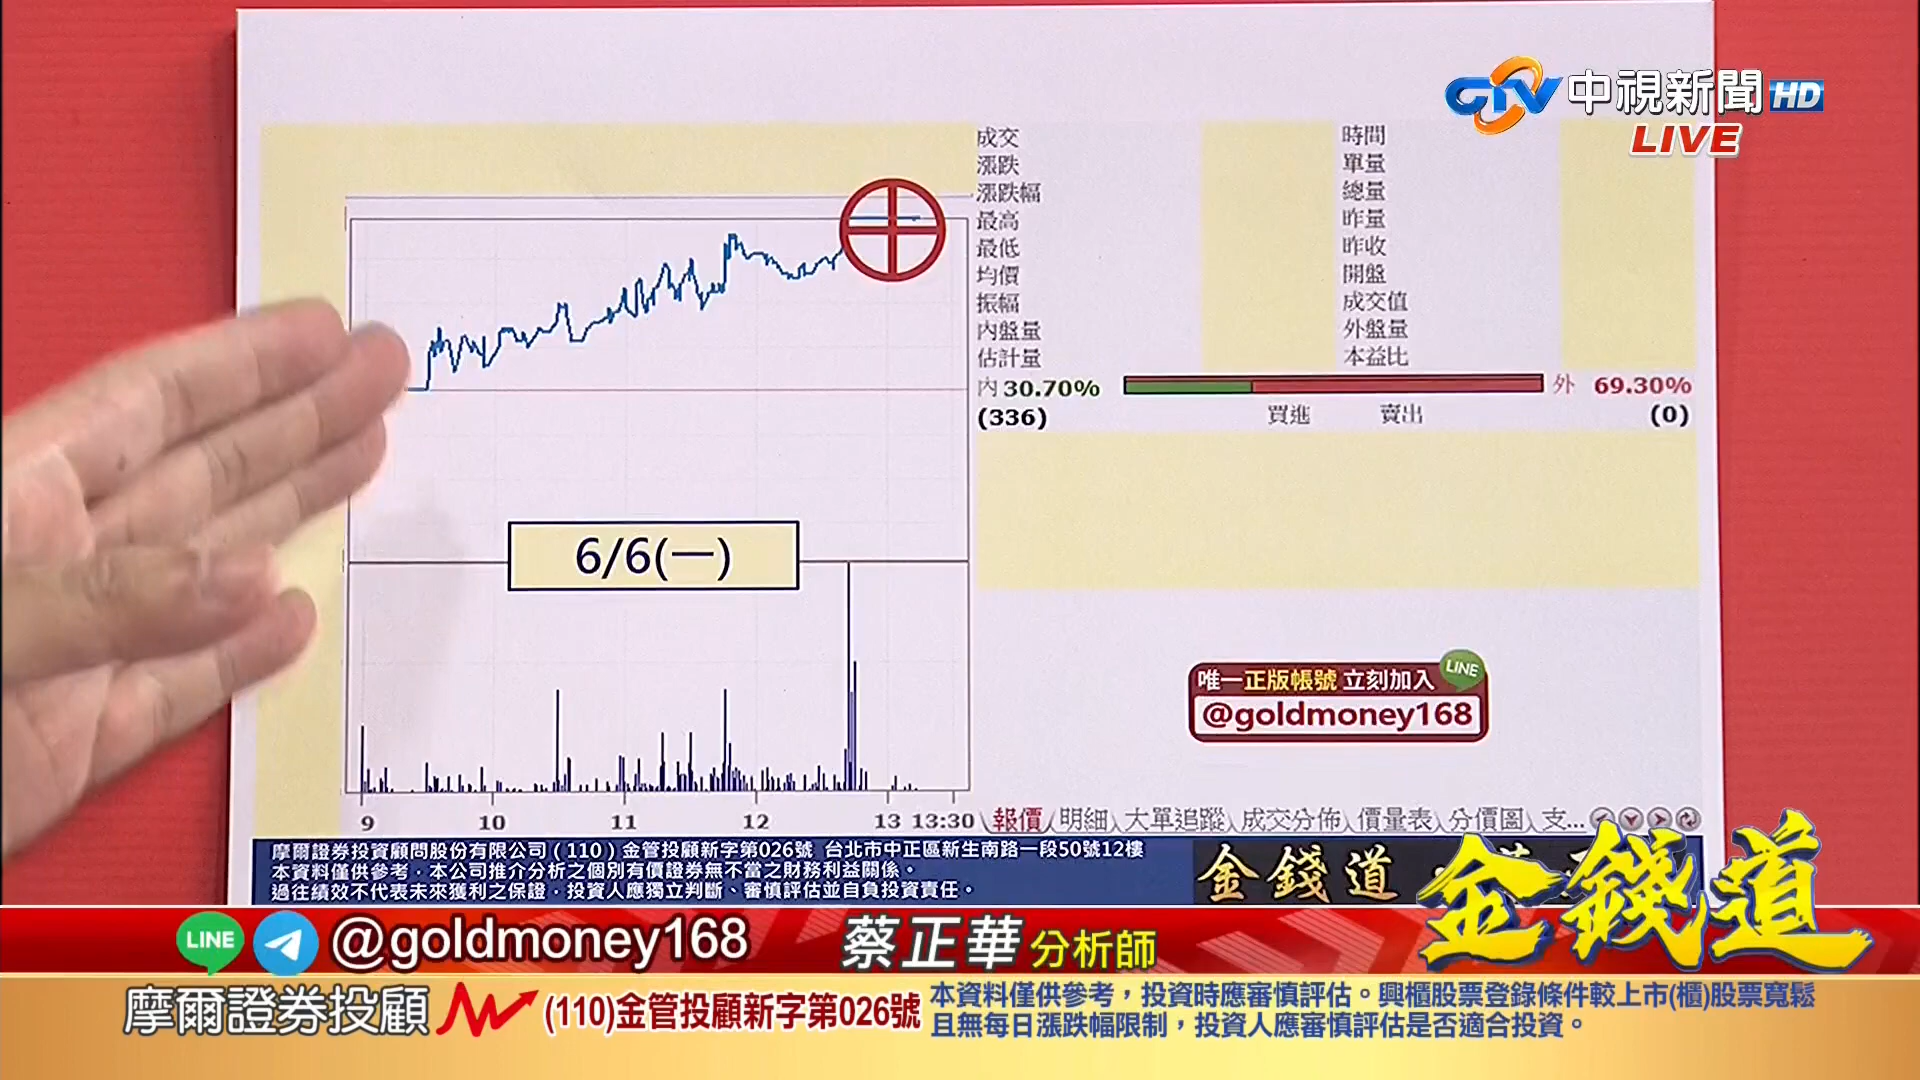 CTV 中視新聞 HD
LIVE
成交
漲跌
漲跌幅
最高
最低
均價
振幅
內盤量
估計量
時間
單量
總量
昨量
昨收
開盤
成交值
外盤量
本益比
內 30.70% 外 69.30%
(336) 買進 賣出 (0)
6/6(一)
唯一正版帳號 立刻加入 LINE
@goldmoney168
9 10 11 12 13 13:30
報價 明細 大單追蹤 成交分佈 價量表 分價圖 支...
摩爾證券投資顧問股份有限公司(110)金管投顧新字第026號 台北市中正區新生南路一段50號12樓
本資料僅供參考,本公司推介分析之個別有價證券無不當之財務利益關係。
過往績效不代表未來獲利之保證,投資人應獨立判斷、審慎評估並自負投資責任。
金錢道
金錢道
LINE @goldmoney168 蔡正華 分析師
摩爾證券投顧 (110)金管投顧新字第026號
本資料僅供參考,投資時應審慎評估。興櫃股票登錄條件較上市(櫃)股票寬鬆
且無每日漲跌幅限制,投資人應審慎評估是否適合投資。